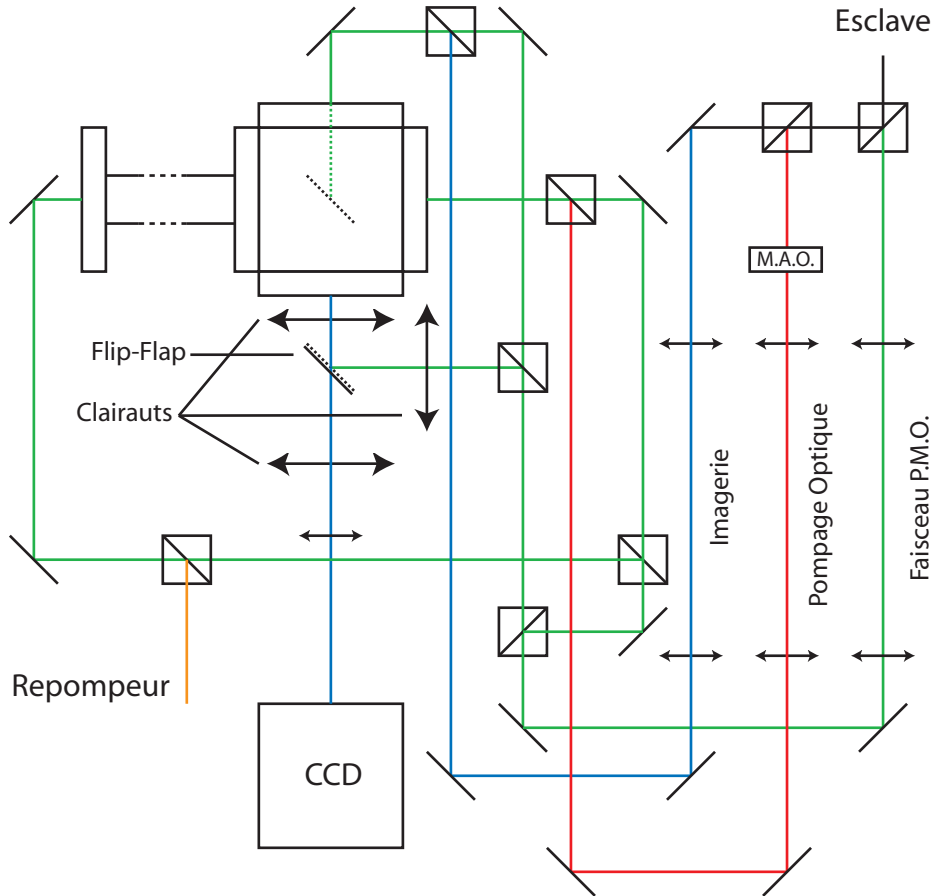 Esclave
M.A.O.
Flip-Flap
Clairauts
Imagerie
Pompage Optique
Faisceau P.M.O.
Repompeur
CCD